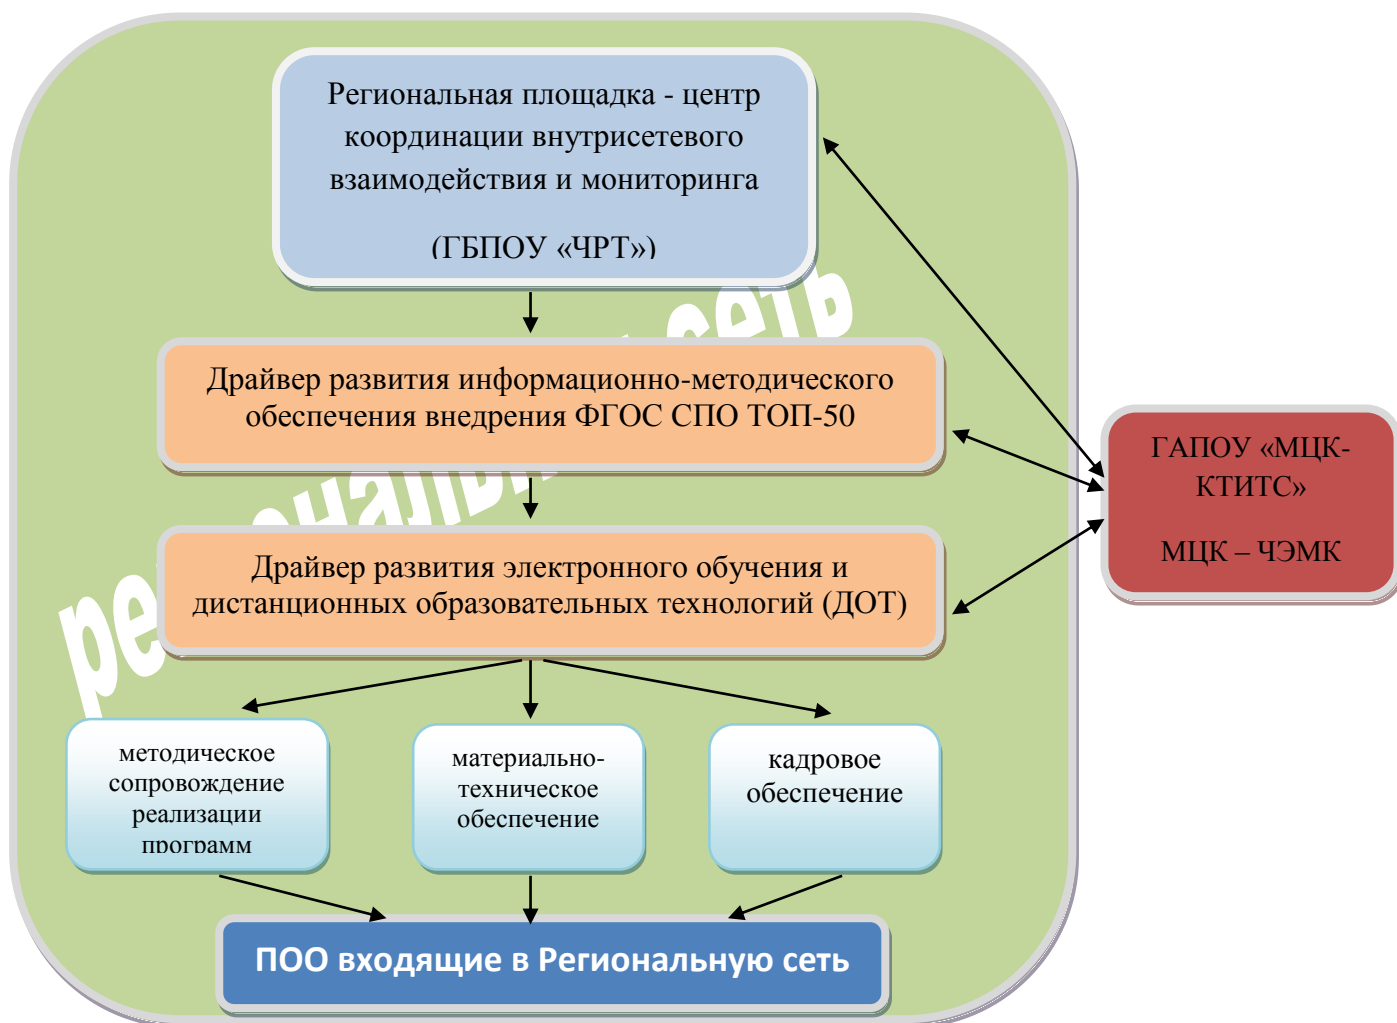 Региональная площадка - центр
координации внутрисетевого
взаимодействия и мониторинга
(ГБПОУ «ЧРТ»)
сеть
Драйвер развития информационно-методического
обеспечения внедрения ФГОС СПО ТОП-50
ГАПОУ «МЦК-
КТИТС»
МЦК – ЧЭМК
Драйвер развития электронного обучения и
дистанционных образовательных технологий (ДОТ)
методическое
сопровождение
реализации
программ
материально-
техническое
обеспечение
кадровое
обеспечение
ПОО входящие в Региональную сеть